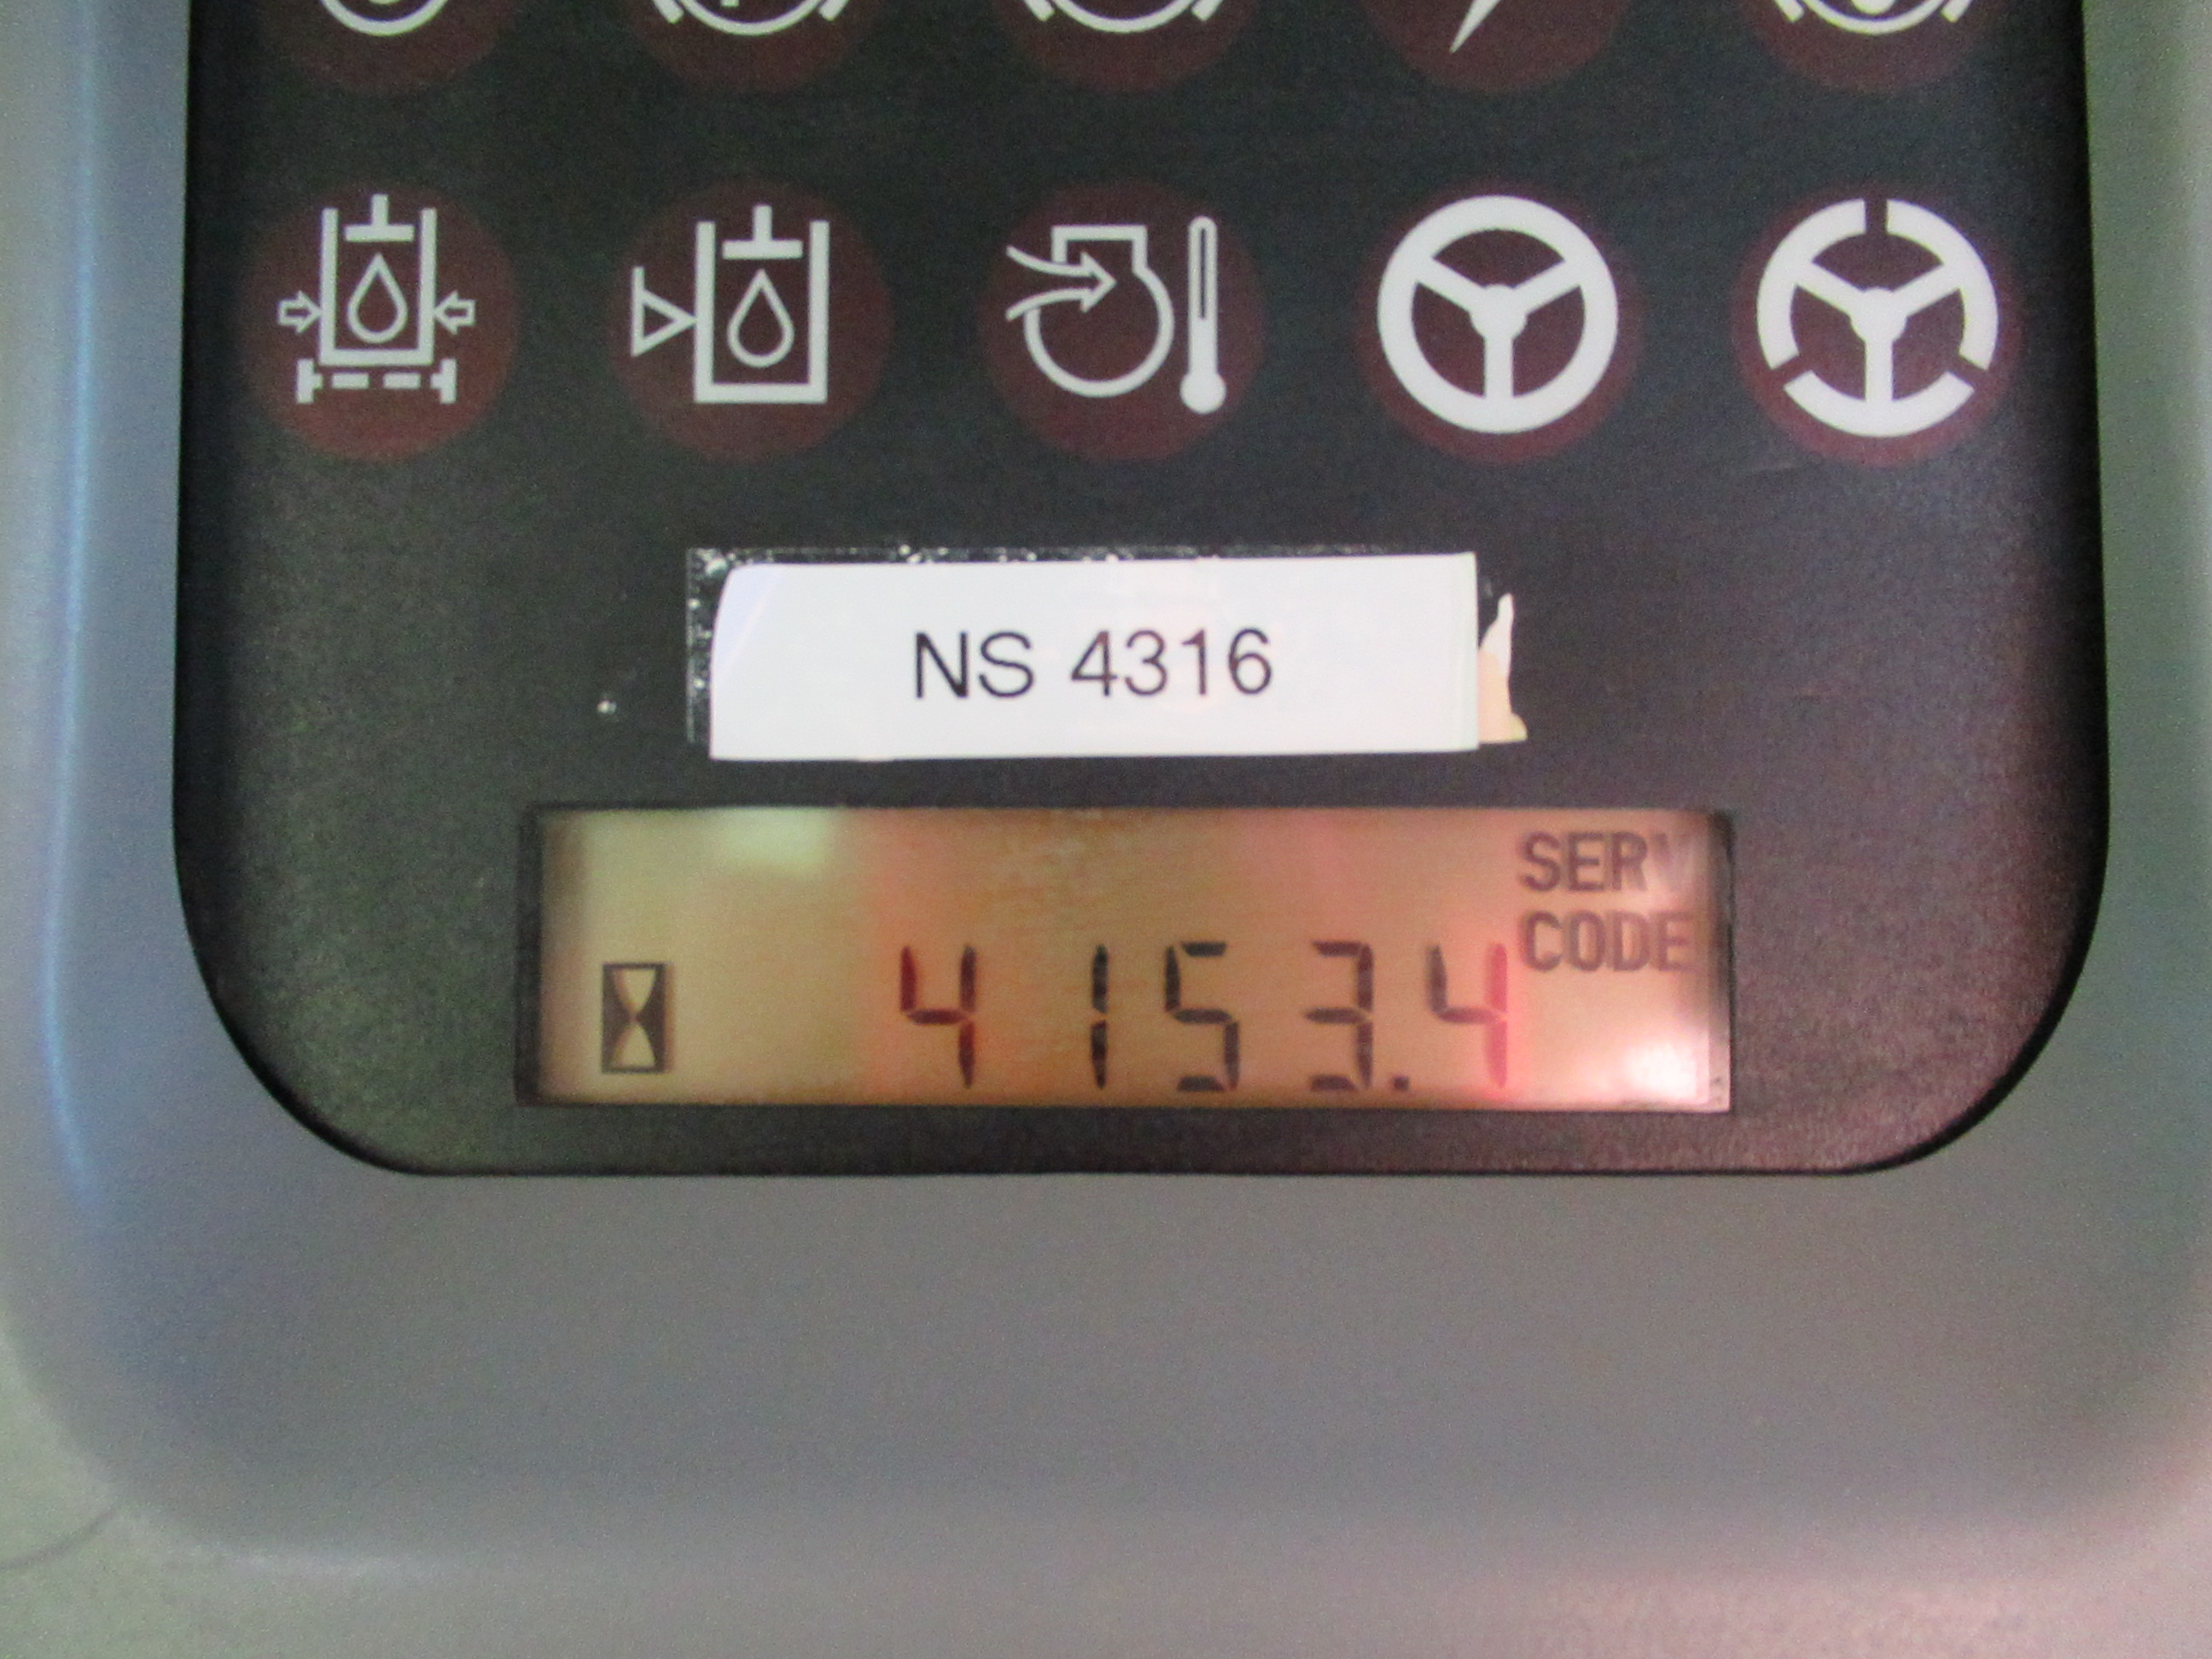 NS 4316
SERV
CODE
4153.4